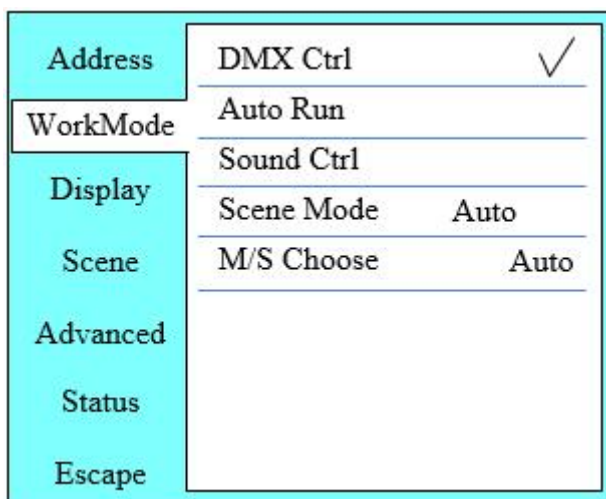 Address
WorkMode
Display
Scene
Advanced
Status
Escape
DMX Ctrl
Auto Run
Sound Ctrl
Scene Mode Auto
M/S Choose Auto